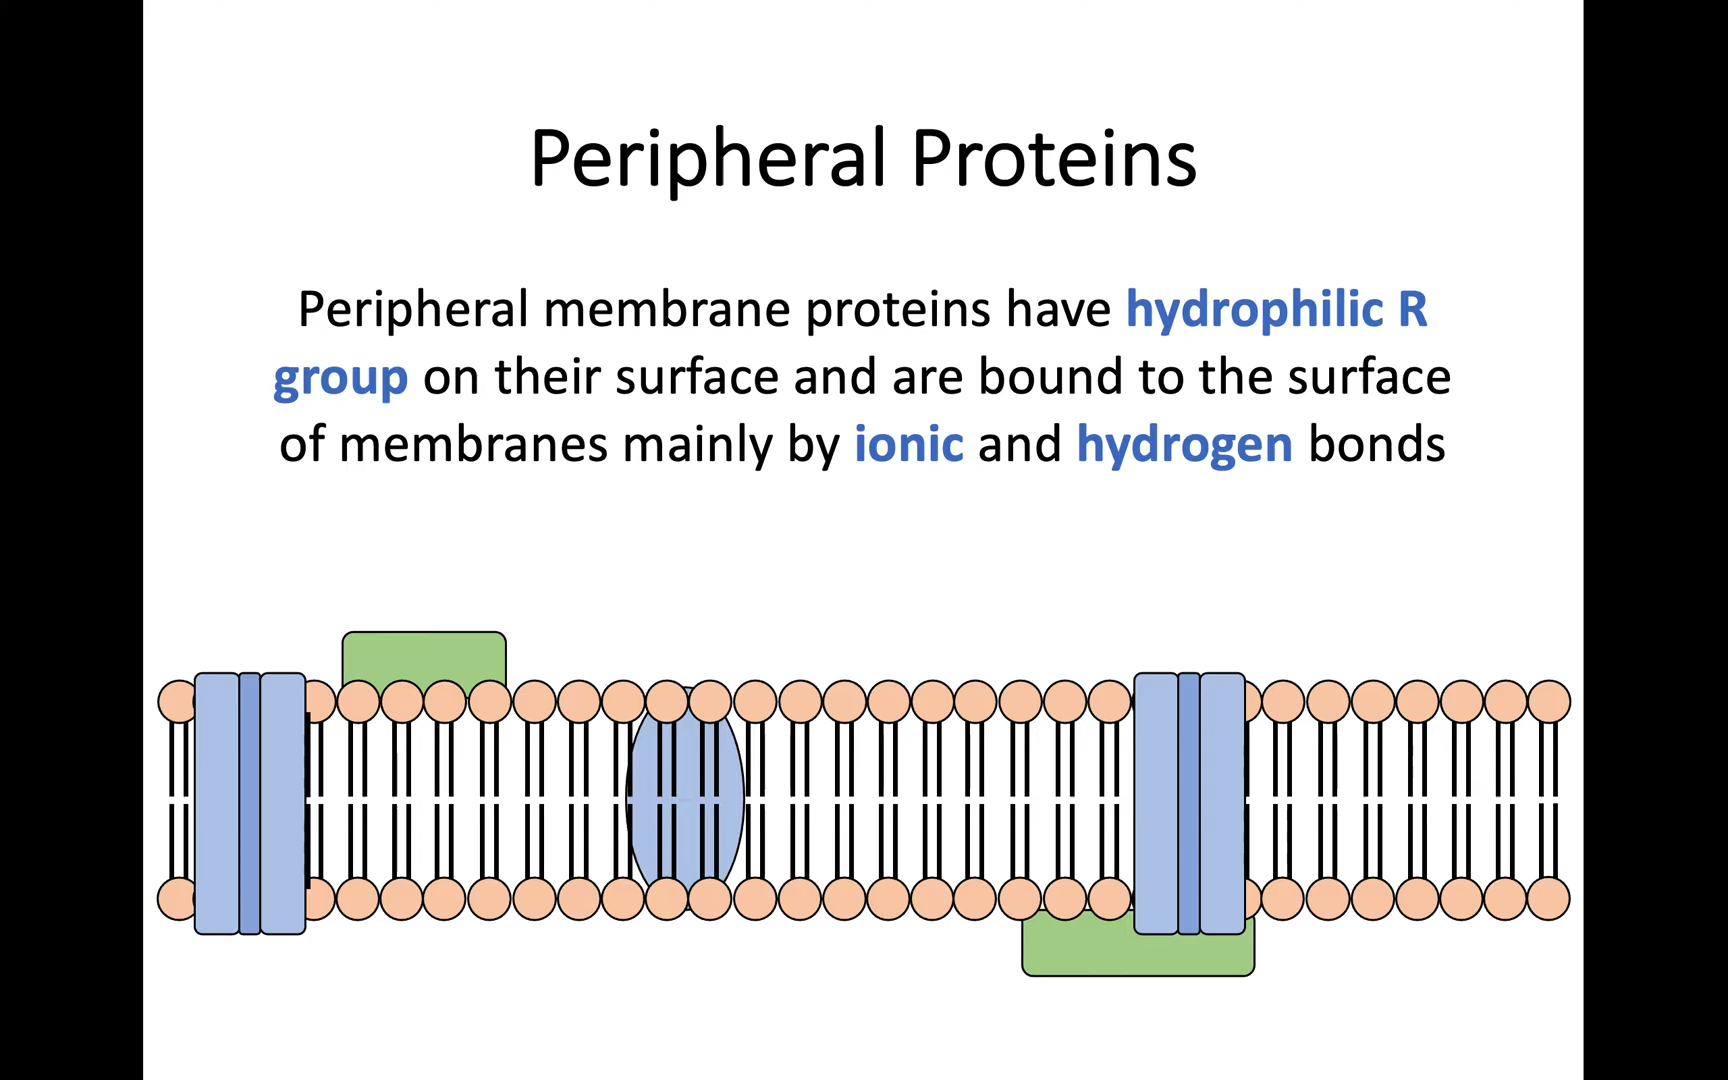 Peripheral Proteins
Peripheral membrane proteins have hydrophilic R
group on their surface and are bound to the surface
of membranes mainly by ionic and hydrogen bonds